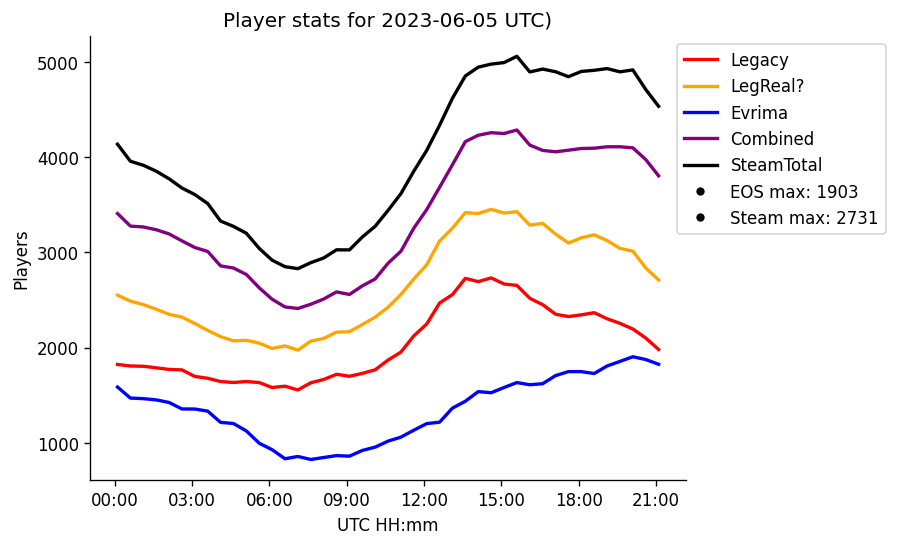 Player stats for 2023-06-05 UTC)
5000
4000
3000
2000
1000
Players
00:00 03:00 06:00 09:00 12:00 15:00 18:00 21:00
UTC HH:mm
Legacy
LegReal?
Evrima
Combined
SteamTotal
EOS max: 1903
Steam max: 2731